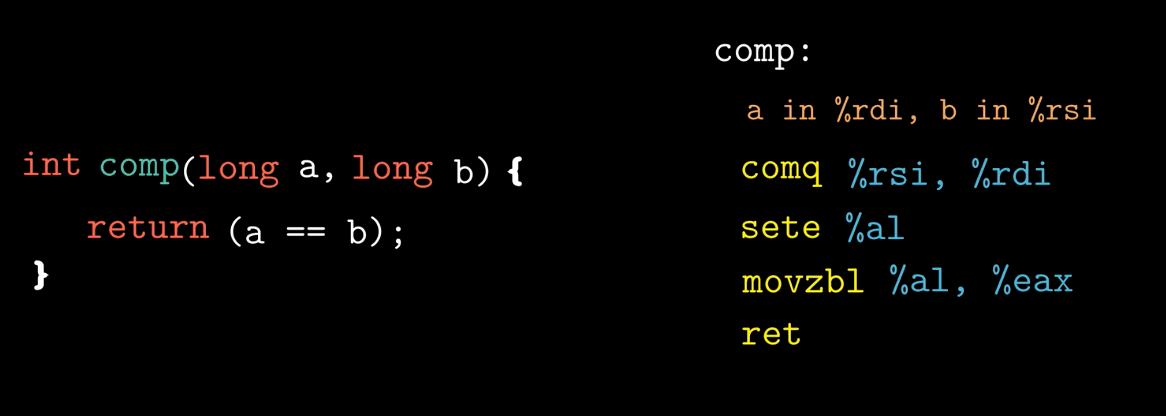 int comp(long a, long b) {
return (a == b);
}
comp:
a in %rdi, b in %rsi
comq %rsi, %rdi
sete %al
movzbl %al, %eax
ret